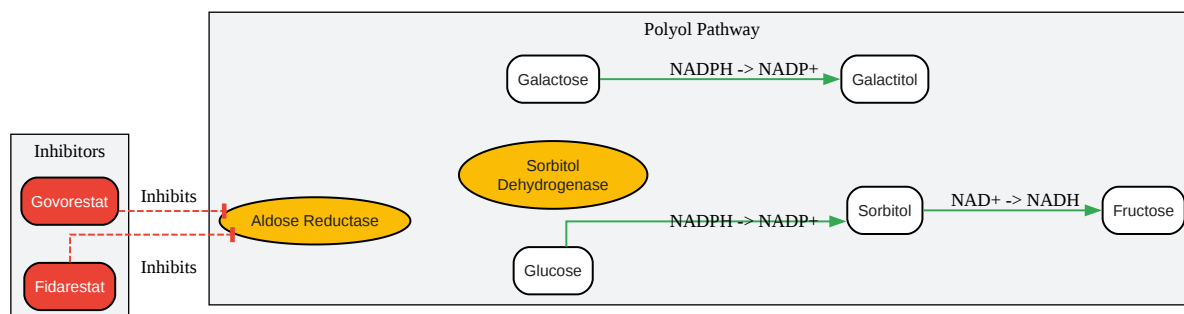 Polyol Pathway
Galactose
NADPH -> NADP+
Galactitol
Inhibitors
Govorestat
Inhibits
Aldose Reductase
Sorbitol
Dehydrogenase
NADPH -> NADP+
Sorbitol
NAD+ -> NADH
Fructose
Fidarestat
Inhibits
Glucose